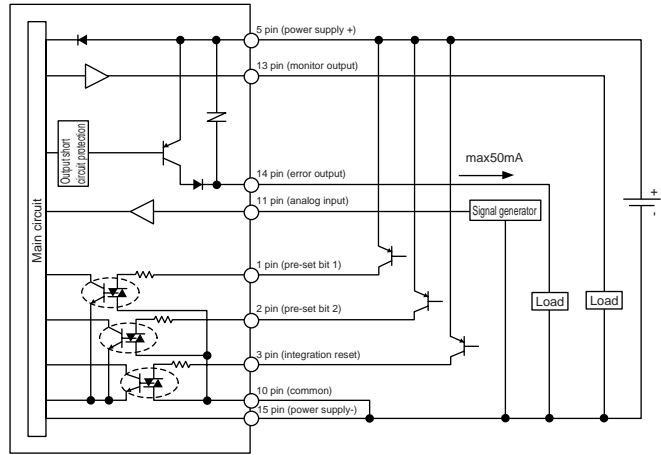 5 pin (power supply +)
13 pin (monitor output)
Output short
circuit protection
Main circuit
max50mA
14 pin (error output)
11 pin (analog input)
Signal generator
+
-
1 pin (pre-set bit 1)
2 pin (pre-set bit 2)
Load
Load
3 pin (integration reset)
10 pin (common)
15 pin (power supply-)